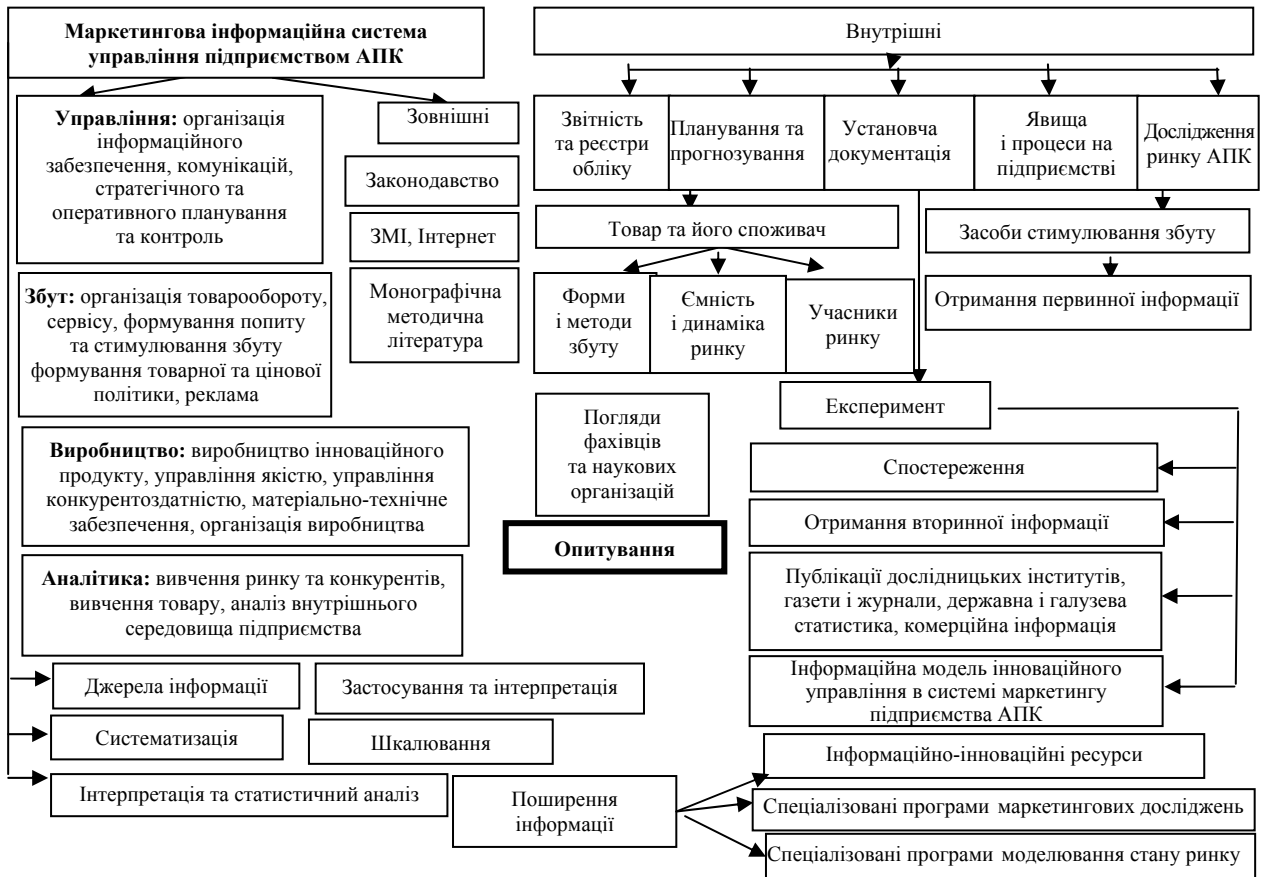 Маркетингова інформаційна система
управління підприємством АПК
Внутрішні
Управління: організація
інформаційного
забезпечення, комунікацій,
стратегічного та
оперативного планування
та контроль
Зовнішні
Законодавство
ЗМІ, Інтернет
Монографічна
методична
література
Звітність
та реєстри
обліку
Планування та
прогнозування
Установча
документація
Явища
і процеси на
підприємстві
Дослідження
ринку АПК
Товар та його споживач
Засоби стимулювання збуту
Форми
і методи
збуту
Ємність
і динаміка
ринку
Учасники
ринку
Отримання первинної інформації
Збут: організація товарообороту,
сервісу, формування попиту
та стимулювання збуту
формування товарної та цінової
політики, реклама
Експеримент
Погляди
фахівців
та наукових
організацій
Виробництво: виробництво інноваційного
продукту, управління якістю, управління
конкурентоздатністю, матеріально-технічне
забезпечення, організація виробництва
Спостереження
Отримання вторинної інформації
Опитування
Аналітика: вивчення ринку та конкурентів,
вивчення товару, аналіз внутрішнього
середовища підприємства
Публікації дослідницьких інститутів,
газети і журнали, державна і галузева
статистика, комерційна інформація
Джерела інформації
Застосування та інтерпретація
Інформаційна модель інноваційного
управління в системі маркетингу
підприємства АПК
Систематизація
Шкалювання
Інформаційно-інноваційні ресурси
Інтерпретація та статистичний аналіз
Поширення
інформації
Спеціалізовані програми маркетингових досліджень
Спеціалізовані програми моделювання стану ринку